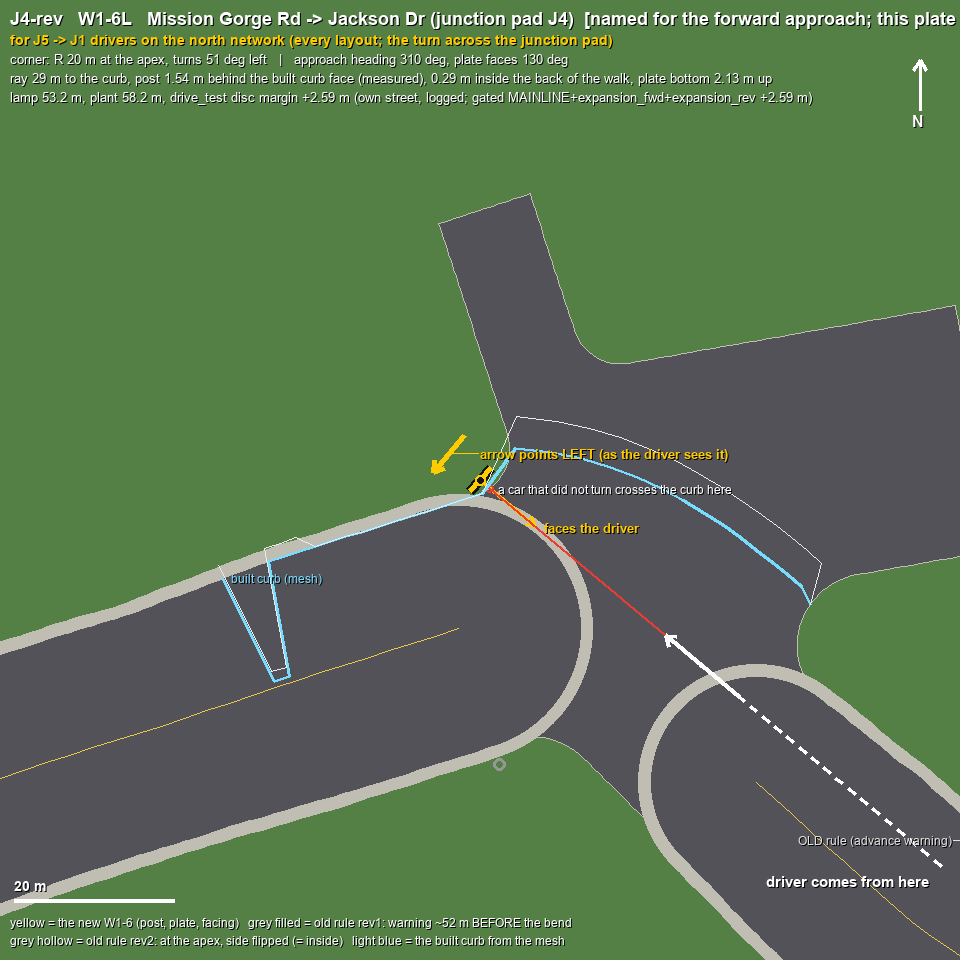 J4-rev   W1-6L   Mission Gorge Rd -> Jackson Dr (junction pad J4)  [named for the forward approach; this plate
for J5 -> J1 drivers on the north network (every layout; the turn across the junction pad)
corner: R 20 m at the apex, turns 51 deg left   |   approach heading 310 deg, plate faces 130 deg
ray 29 m to the curb, post 1.54 m behind the built curb face (measured), 0.29 m inside the back of the walk, plate bottom 2.13 m up
lamp 53.2 m, plant 58.2 m, drive_test disc margin +2.59 m (own street, logged; gated MAINLINE+expansion_fwd+expansion_rev +2.59 m)
N
arrow points LEFT (as the driver sees it)
a car that did not turn crosses the curb here
faces the driver
built curb (mesh)
OLD rule (advance warning)
driver comes from here
20 m
yellow = the new W1-6 (post, plate, facing)   grey filled = old rule rev1: warning ~52 m BEFORE the bend
grey hollow = old rule rev2: at the apex, side flipped (= inside)   light blue = the built curb from the mesh